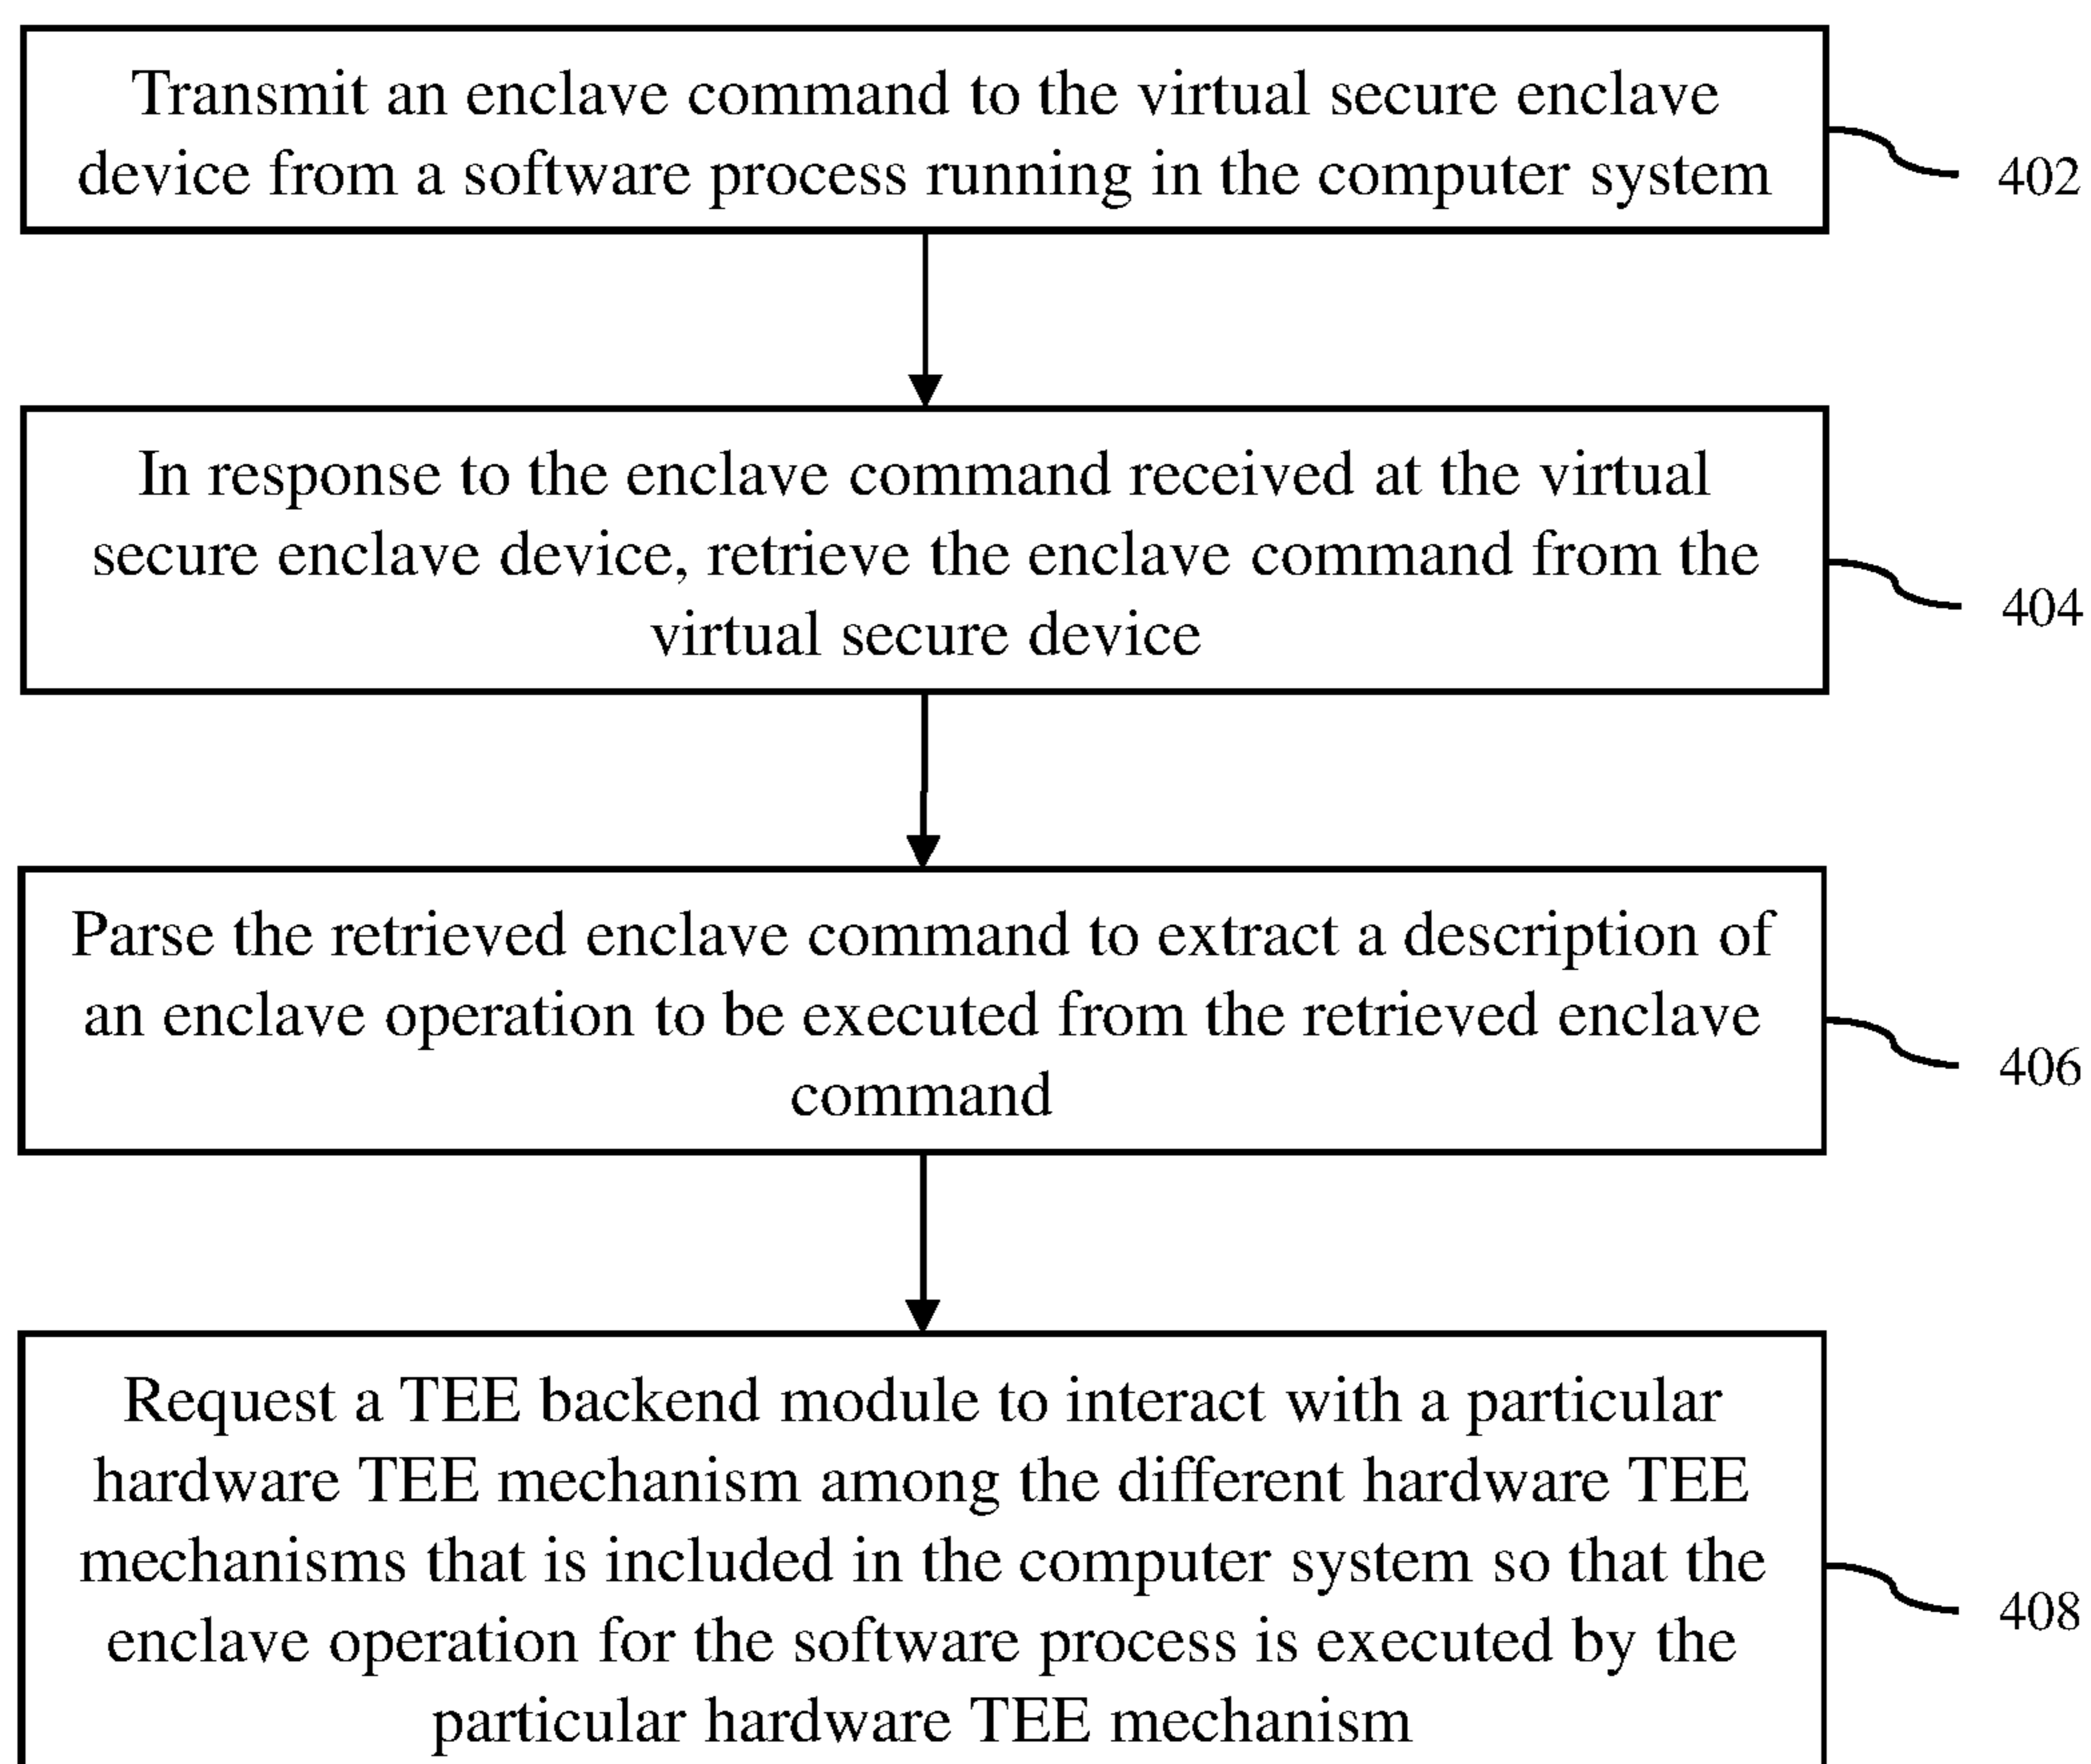 Transmit an enclave command to the virtual secure enclave
device from a software process running in the computer system
402
In response to the enclave command received at the virtual
secure enclave device, retrieve the enclave command from the
virtual secure device
404
Parse the retrieved enclave command to extract a description of
an enclave operation to be executed from the retrieved enclave
command
406
Request a TEE backend module to interact with a particular
hardware TEE mechanism among the different hardware TEE
mechanisms that is included in the computer system so that the
enclave operation for the software process is executed by the
particular hardware TEE mechanism
408